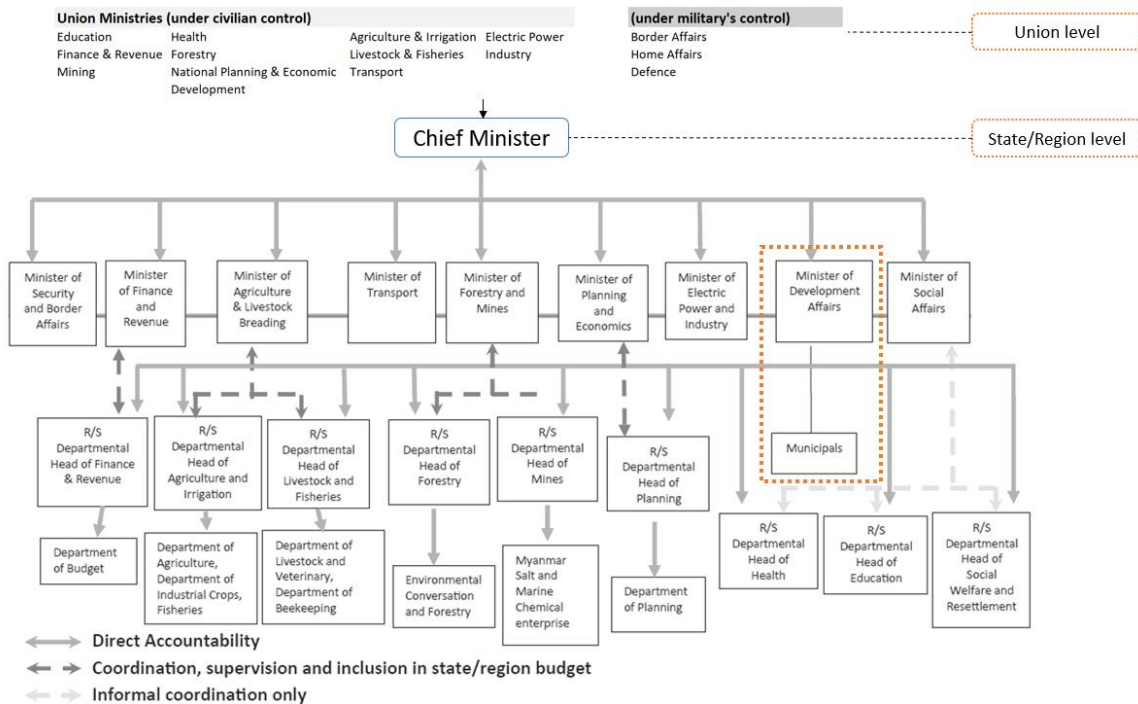 Union Ministries (under civilian control)
Education
Finance & Revenue
Mining
Health
Forestry
National Planning & Economic
Development
Agriculture & Irrigation
Livestock & Fisheries
Transport
Electric Power
Industry
(under military's control)
Border Affairs
Home Affairs
Defence
Union level
Chief Minister
State/Region level
Minister of
Security
and Border
Affairs
Minister
of Finance
and
Revenue
Minister of
Agriculture
& Livestock
Breading
Minister of
Transport
Minister of
Forestry and
Mines
Minister of
Planning
and
Economics
Minister of
Electric
Power and
Industry
Minister of
Development
Affairs
Minister of
Social
Affairs
R/S
Departmental
Head of Finance
& Revenue
R/S
Departmental
Head of
Agriculture and
Irrigation
R/S
Departmental
Head of
Livestock and
Fisheries
R/S
Departmental
Head of
Forestry
R/S
Departmental
Head of
Mines
R/S
Departmental
Head of
Planning
Municipals
R/S
Departmental
Head of
Health
R/S
Departmental
Head of
Education
R/S
Departmental
Head of
Social
Welfare and
Resettlement
Department
of Budget
Department of
Agriculture,
Department of
Industrial Crops,
Fisheries
Department of
Livestock and
Veterinary,
Department of
Beekeeping
Environmental
Conversation
and Forestry
Myanmar
Salt and
Marine
Chemical
enterprise
Department
of Planning
Direct Accountability
Coordination, supervision and inclusion in state/region budget
Informal coordination only